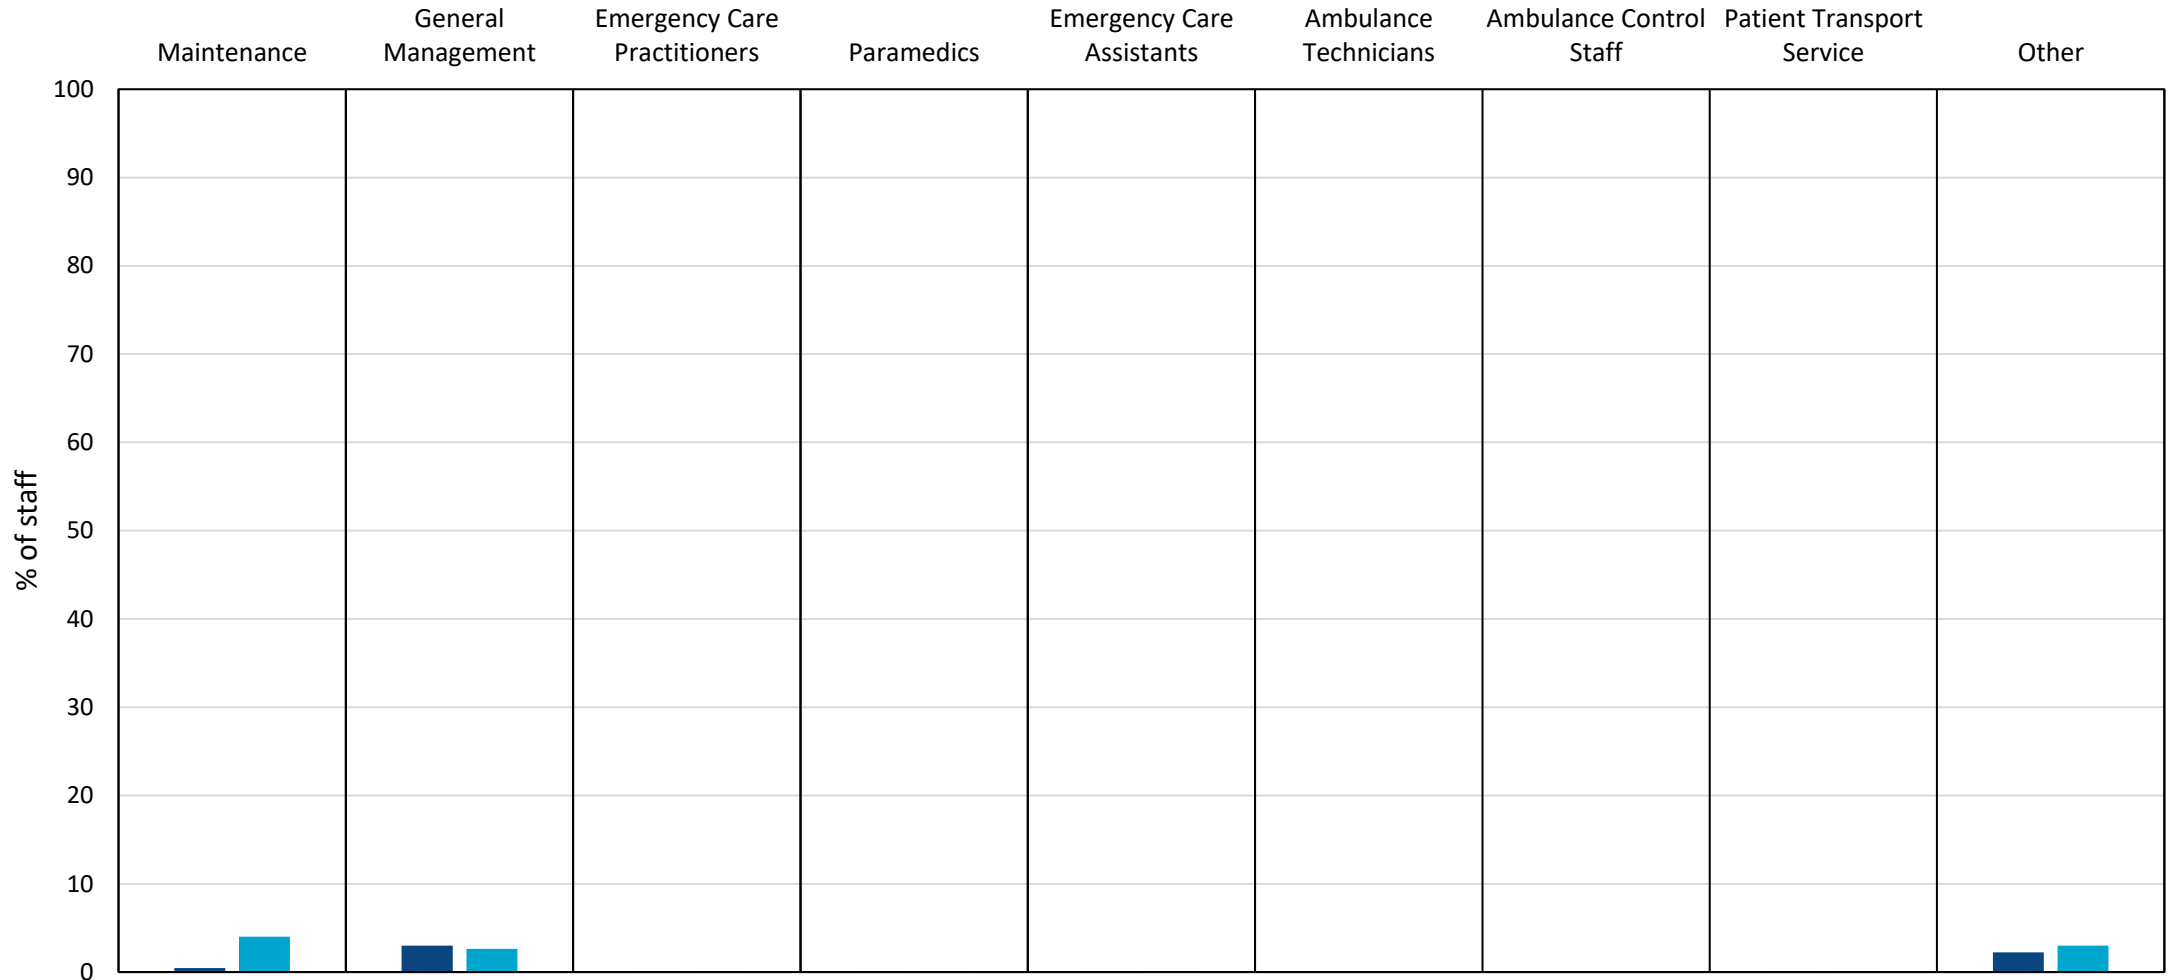 Maintenance
General
Management
Emergency Care
Practitioners
Paramedics
Emergency Care
Assistants
Ambulance
Technicians
Ambulance Control
Staff
Patient Transport
Service
Other
% of staff
100
90
80
70
60
50
40
30
20
10
0